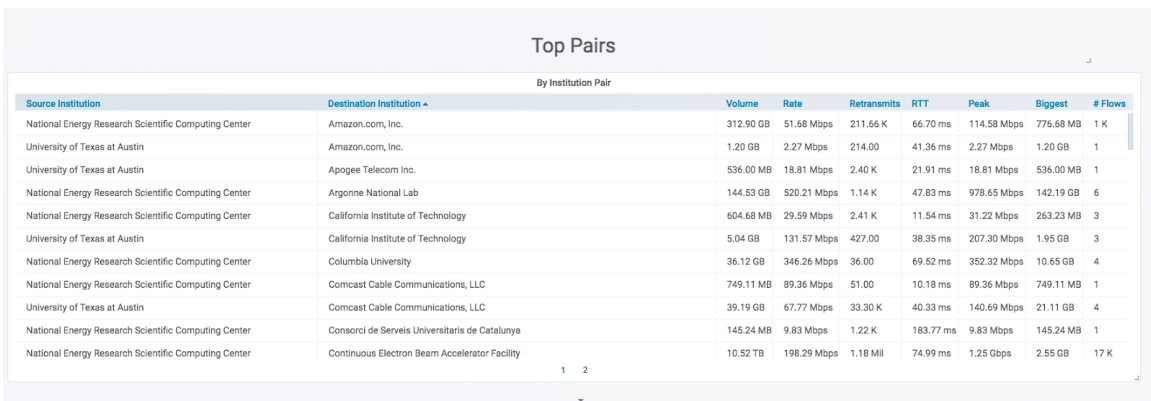 Top Pairs
By Institution Pair
Source Institution Destination Institution Volume Rate Retransmits RTT Peak Biggest # Flows
National Energy Research Scientific Computing Center Amazon.com, Inc. 312.90 GB 51.68 Mbps 211.66 K 66.70 ms 114.58 Mbps 776.68 MB 1 K
University of Texas at Austin Amazon.com, Inc. 1.20 GB 2.27 Mbps 214.00 41.36 ms 2.27 Mbps 1.20 GB 1
University of Texas at Austin Apogee Telecom Inc. 536.00 MB 18.81 Mbps 2.40 K 21.91 ms 18.81 Mbps 536.00 MB 1
National Energy Research Scientific Computing Center Argonne National Lab 144.53 GB 520.21 Mbps 1.14 K 47.83 ms 978.65 Mbps 142.19 GB 6
National Energy Research Scientific Computing Center California Institute of Technology 604.68 MB 29.59 Mbps 2.41 K 11.54 ms 31.22 Mbps 263.23 MB 3
University of Texas at Austin California Institute of Technology 5.04 GB 131.57 Mbps 427.00 38.35 ms 207.30 Mbps 1.95 GB 3
National Energy Research Scientific Computing Center Columbia University 36.12 GB 346.26 Mbps 36.00 69.52 ms 352.32 Mbps 10.65 GB 4
National Energy Research Scientific Computing Center Comcast Cable Communications, LLC 749.11 MB 89.36 Mbps 51.00 10.18 ms 89.36 Mbps 749.11 MB 1
University of Texas at Austin Comcast Cable Communications, LLC 39.19 GB 67.77 Mbps 33.30 K 40.33 ms 140.69 Mbps 21.11 GB 4
National Energy Research Scientific Computing Center Consorci de Serveis Universitaris de Catalunya 145.24 MB 9.83 Mbps 1.22 K 183.77 ms 9.83 Mbps 145.24 MB 1
National Energy Research Scientific Computing Center Continuous Electron Beam Accelerator Facility 10.52 TB 198.29 Mbps 1.18 Mil 74.99 ms 1.25 Gbps 2.55 GB 17 K
1 2